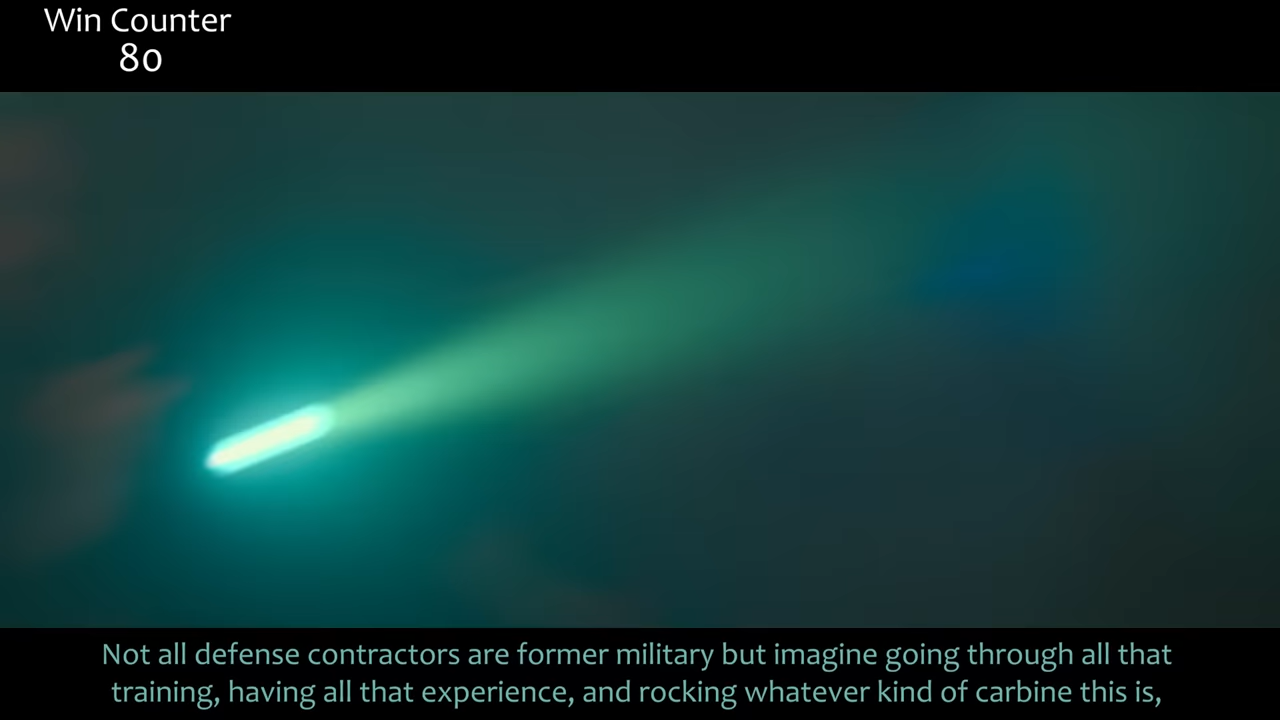 Win Counter
80
Not all defense contractors are former military but imagine going through all that
training, having all that experience, and rocking whatever kind of carbine this is,